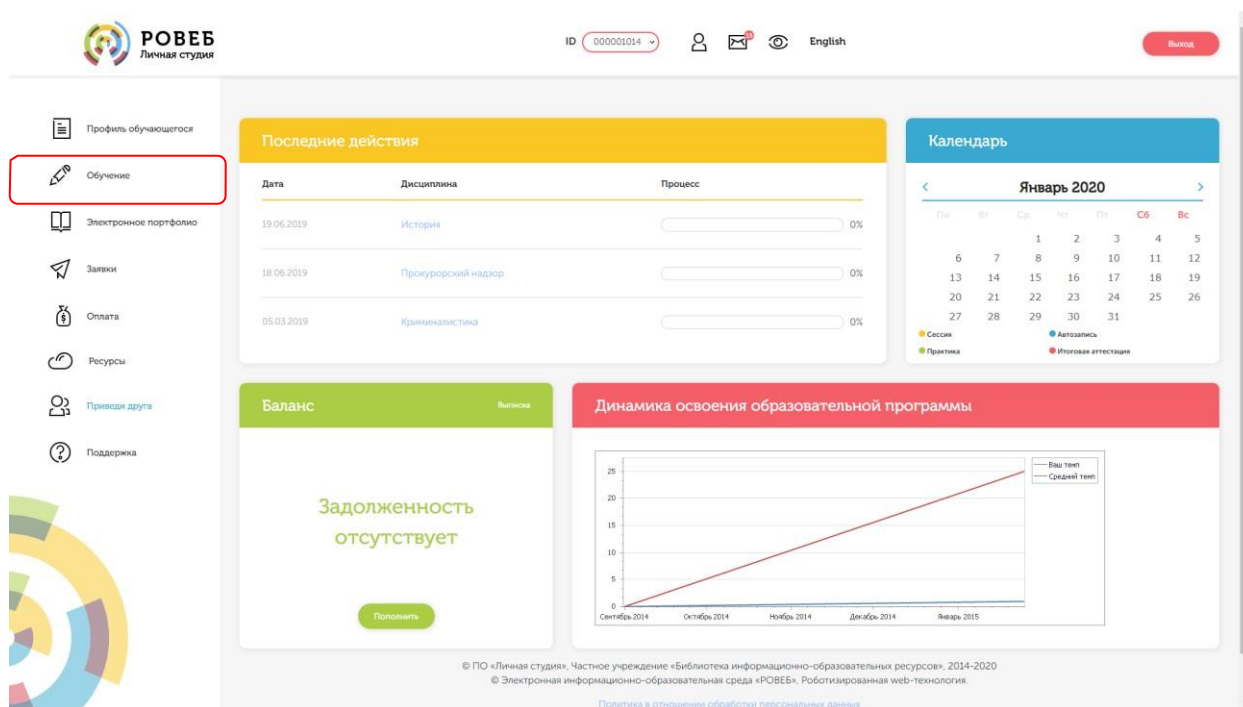 РОВЕБ
Личная студия
ID 000001014
English
Выход
Профиль обучающегося
Обучение
Электронное портфолио
Заявки
Оплата
Ресурсы
Приведи друга
Поддержка
Последние действия
Дата Дисциплина Процесс
19.06.2019 История 0%
18.06.2019 Прокурорский надзор 0%
05.03.2019 Криминалистика 0%
Календарь
Январь 2020
Пн Вт Ср Чт Пт Сб Вс
1 2 3 4 5
6 7 8 9 10 11 12
13 14 15 16 17 18 19
20 21 22 23 24 25 26
27 28 29 30 31
Сессия Автозапись
Практика Итоговая аттестация
Баланс Выписка
Задолженность
отсутствует
Пополнить
Динамика освоения образовательной программы
Ваш темп
Средний темп
25
20
15
10
5
0
Сентябрь 2014 Октябрь 2014 Ноябрь 2014 Декабрь 2014 Январь 2015
© ПО «Личная студия», Частное учреждение «Библиотека информационно-образовательных ресурсов», 2014-2020
© Электронная информационно-образовательная среда «РОВЕБ», Роботизированная web-технология.
Политика в отношении обработки персональных данных